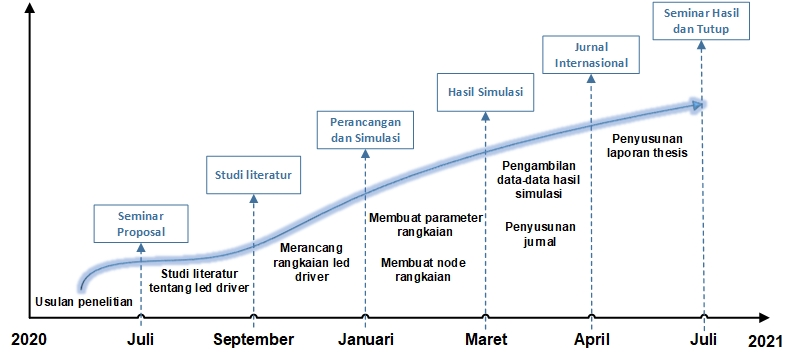 Seminar Hasil
dan Tutup
Jurnal
Internasional
Hasil Simulasi
Perancangan
dan Simulasi
Studi literatur
Seminar
Proposal
Penyusunan
laporan thesis
Pengambilan
data-data hasil
simulasi
Penyusunan
jurnal
Membuat parameter
rangkaian
Membuat node
rangkaian
Merancang
rangkaian led
driver
Studi literatur
tentang led driver
Usulan penelitian
2020
Juli
September
Januari
Maret
April
Juli
2021